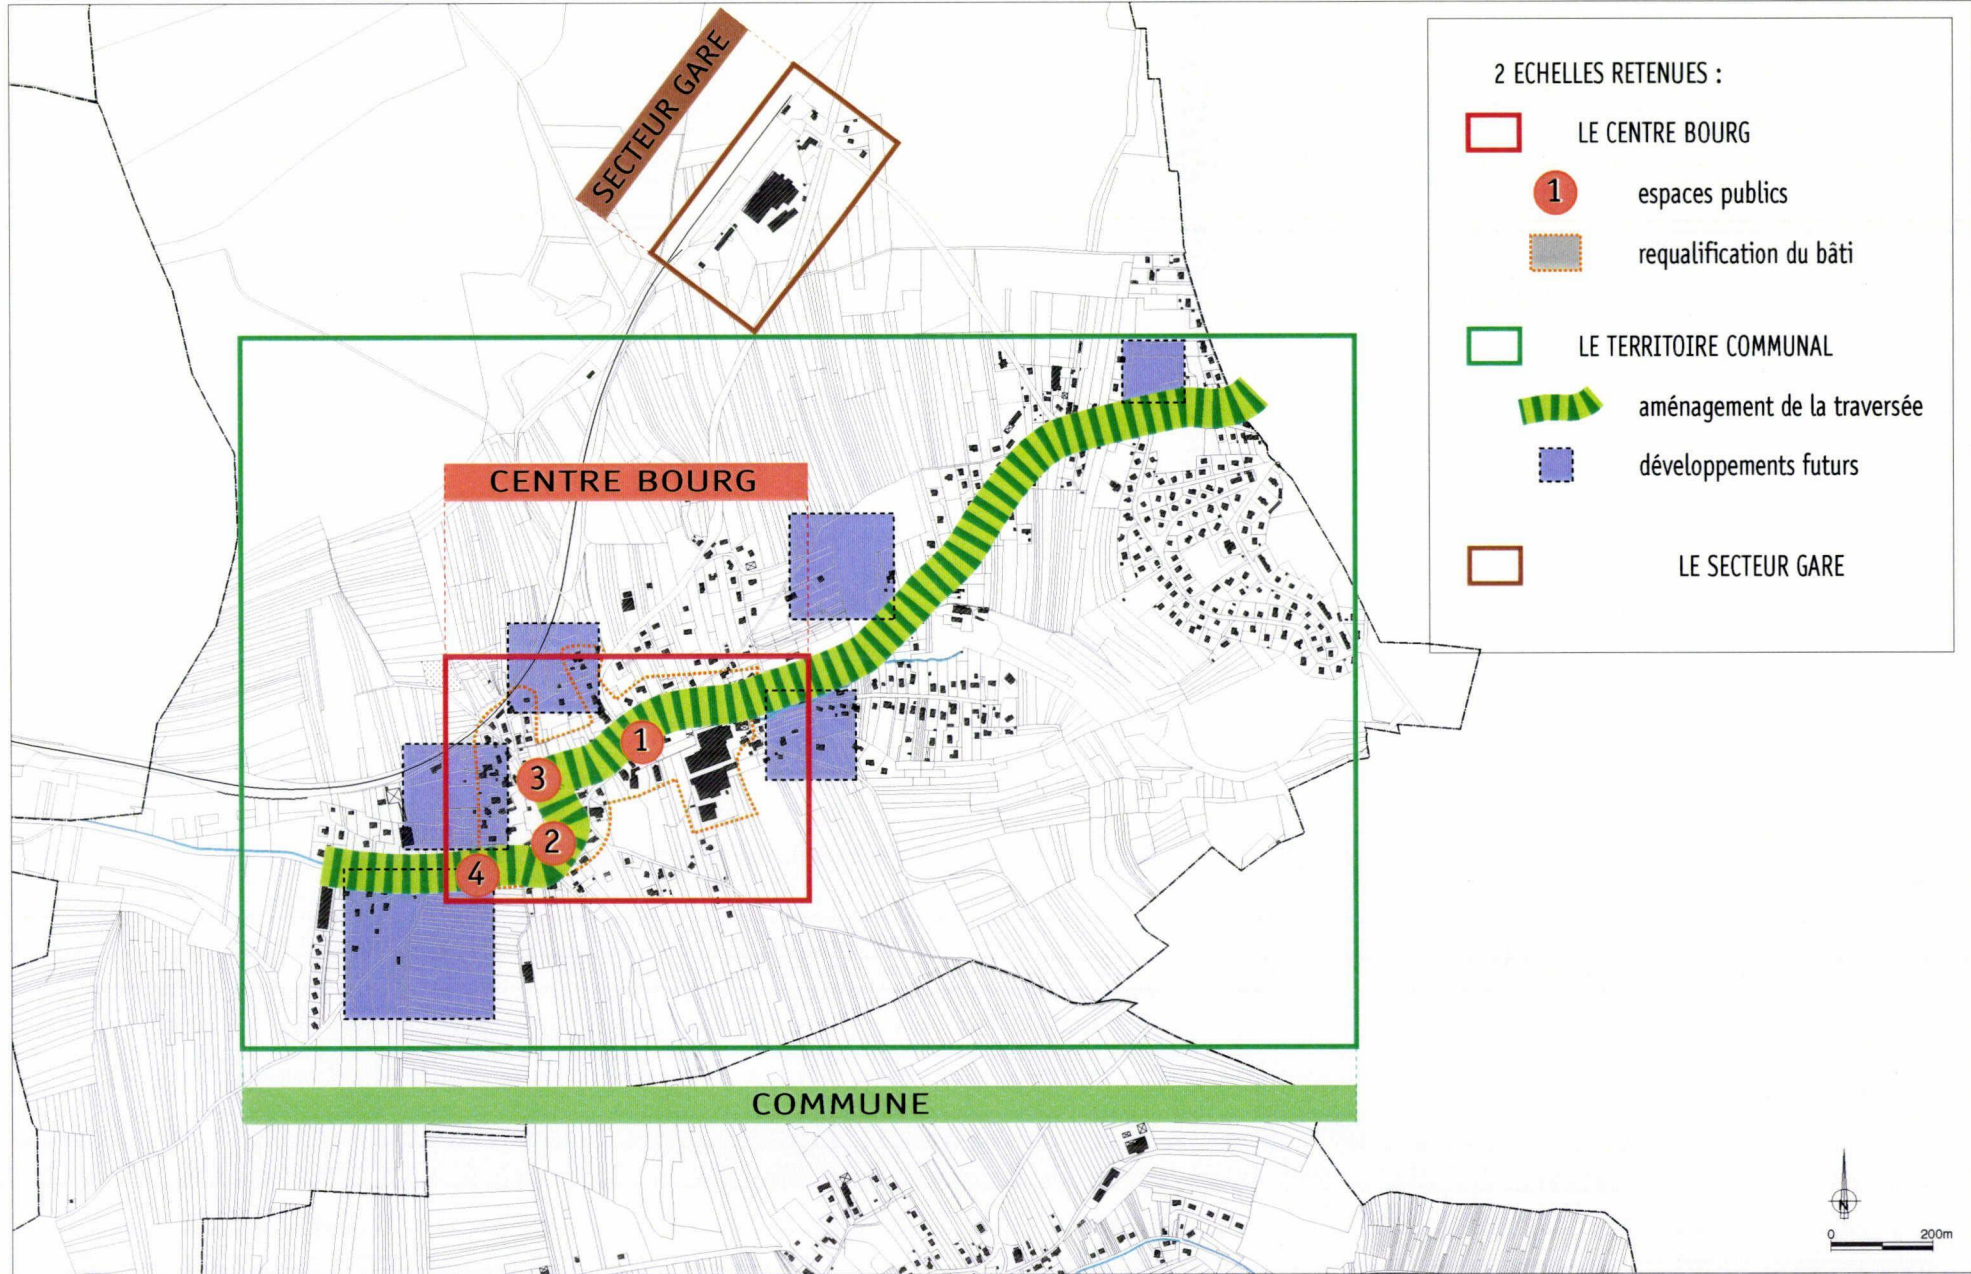 SECTEUR GARE
2 ECHELLES RETENUES :
LE CENTRE BOURG
1
espaces publics
requalification du bâti
LE TERRITOIRE COMMUNAL
aménagement de la traversée
développements futurs
LE SECTEUR GARE
CENTRE BOURG
1
3
2
4
COMMUNE
N
0 200m